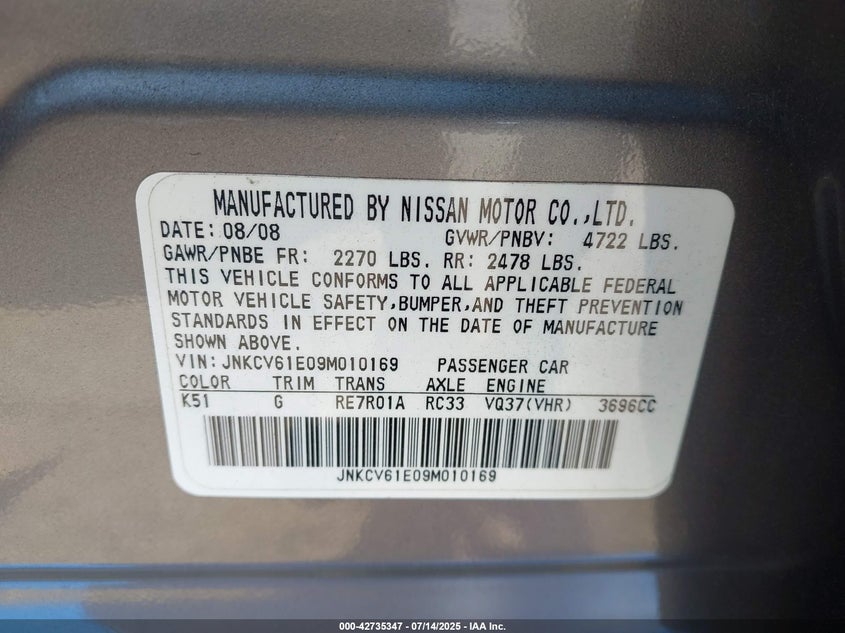 MANUFACTURED BY NISSAN MOTOR CO.,LTD.
DATE: 08/08 GVWR/PNBV: 4722 LBS.
GAWR/PNBE FR: 2270 LBS. RR: 2478 LBS.
THIS VEHICLE CONFORMS TO ALL APPLICABLE FEDERAL
MOTOR VEHICLE SAFETY,BUMPER,AND THEFT PREVENTION
STANDARDS IN EFFECT ON THE DATE OF MANUFACTURE
SHOWN ABOVE.
VIN: JNKCV61E09M010169 PASSENGER CAR
COLOR TRIM TRANS AXLE ENGINE
K51 G RE7R01A RC33 VQ37(VHR) 3696CC
JNKCV61E09M010169
000-42735347 - 07/14/2025 - IAA Inc.